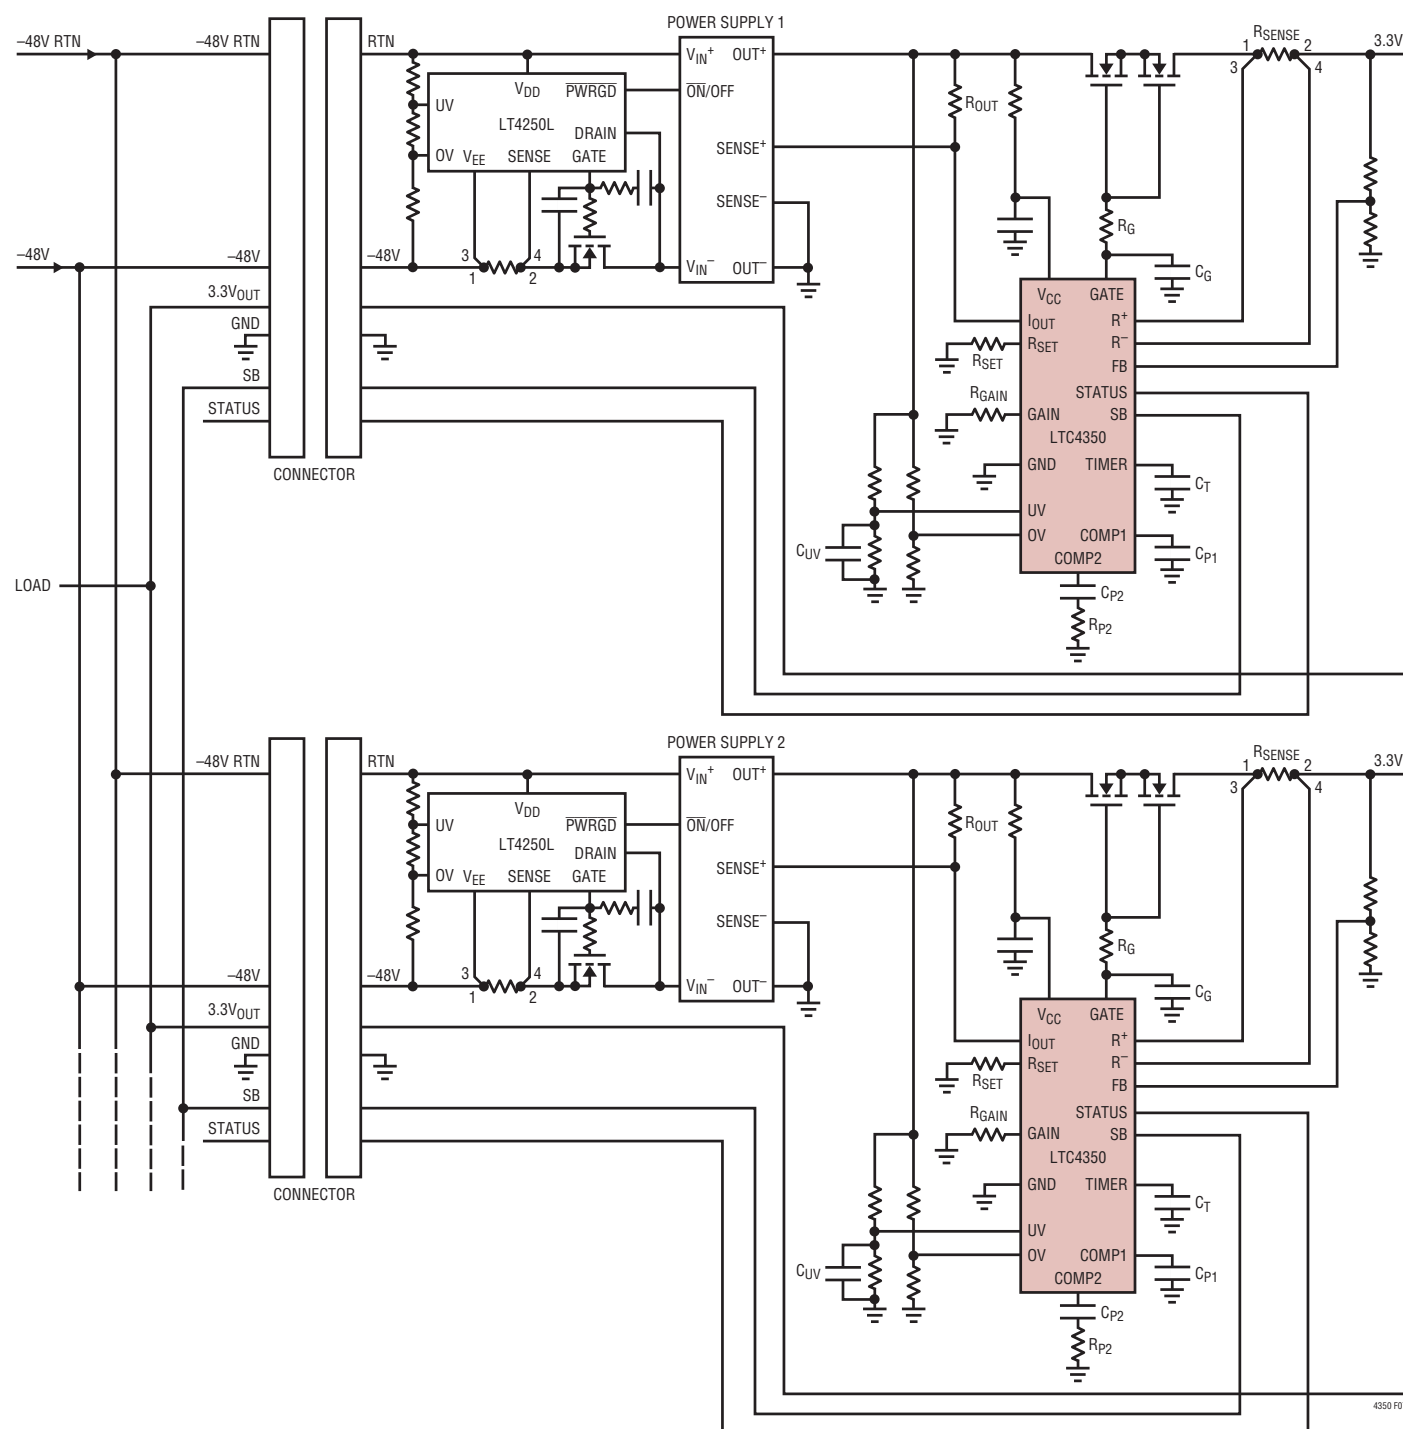 POWER SUPPLY 1
–48V RTN
–48V RTN
RTN
VIN+ OUT+
RSENSE
1 2
3 4
3.3V
VDD PWRGD
ON/OFF
UV
LT4250L
ROUT
DRAIN
SENSE+
OV VEE SENSE GATE
SENSE–
RG
–48V
–48V
–48V
3 4
1 2
VIN– OUT–
CG
3.3VOUT
VCC GATE
GND
IOUT R+
RSET R–
RSET
FB
SB
STATUS
STATUS
RGAIN
GAIN SB
LTC4350
CONNECTOR
GND TIMER
CT
UV
OV COMP1
CUV
CP1
COMP2
LOAD
CP2
RP2
POWER SUPPLY 2
–48V RTN
RTN
VIN+ OUT+
RSENSE
1 2
3 4
3.3V
VDD PWRGD
ON/OFF
UV
LT4250L
ROUT
DRAIN
SENSE+
OV VEE SENSE GATE
SENSE–
RG
–48V
–48V
3 4
1 2
VIN– OUT–
CG
3.3VOUT
VCC GATE
GND
IOUT R+
RSET R–
RSET
FB
SB
STATUS
STATUS
RGAIN
GAIN SB
LTC4350
CONNECTOR
GND TIMER
CT
UV
OV COMP1
CUV
CP1
COMP2
CP2
RP2